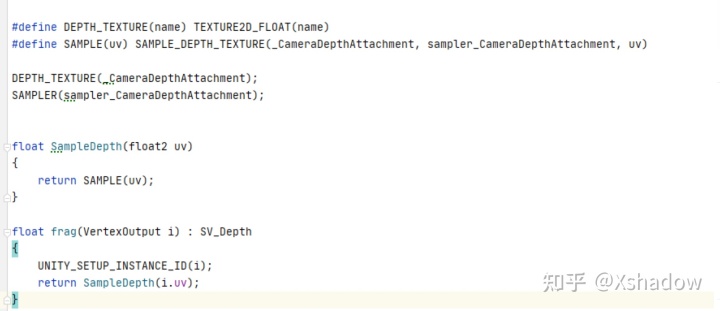 #define DEPTH_TEXTURE(name) TEXTURE2D_FLOAT(name)
#define SAMPLE(uv) SAMPLE_DEPTH_TEXTURE(_CameraDepthAttachment, sampler_CameraDepthAttachment, uv)
DEPTH_TEXTURE(_CameraDepthAttachment);
SAMPLER(sampler_CameraDepthAttachment);
float SampleDepth(float2 uv)
{
return SAMPLE(uv);
}
float frag(VertexOutput i) : SV_Depth
{
UNITY_SETUP_INSTANCE_ID(i);
return SampleDepth(i.uv);
}
知乎 @Xshadow